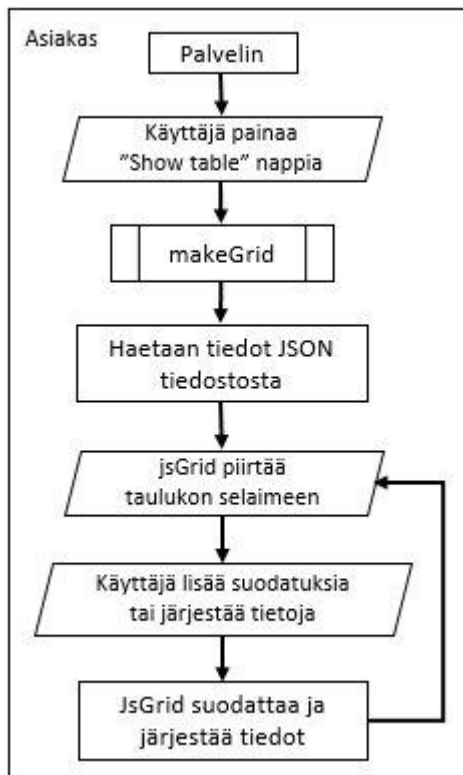 Asiakas
Palvelin
Käyttäjä painaa
”Show table” nappia
makeGrid
Haetaan tiedot JSON
tiedostosta
jsGrid piirtää
taulukon selaimeen
Käyttäjä lisää suodatuksia
tai järjestää tietoja
JsGrid suodattaa ja
järjestää tiedot